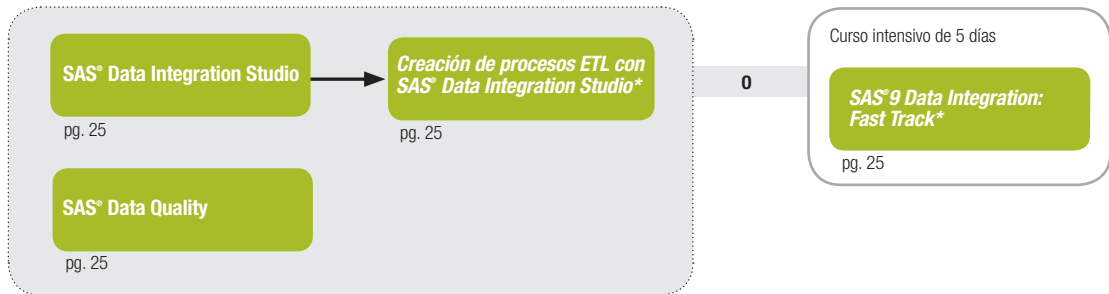 SAS® Data Integration Studio
pg. 25
Creación de procesos ETL con
SAS® Data Integration Studio*
pg. 25
SAS® Data Quality
pg. 25
0
Curso intensivo de 5 días
SAS®9 Data Integration:
Fast Track*
pg. 25